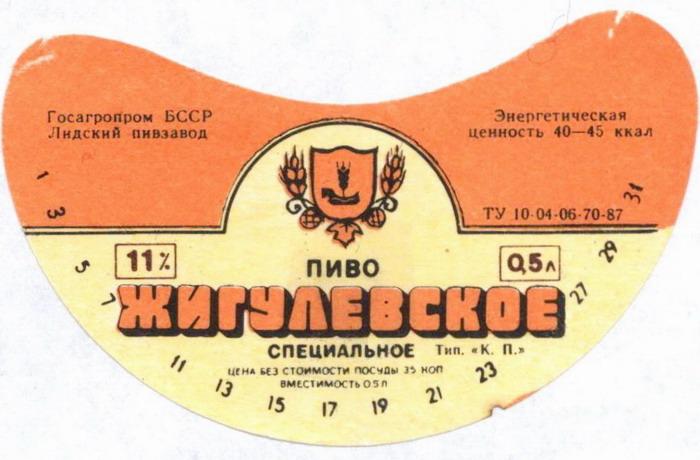 Госагропром БССР
Лидский пивзавод
Энергетическая
ценность 40—45 ккал
ТУ 10-04-06-70-87
11%
0,5л
ПИВО
ЖИГУЛЕВСКОЕ
СПЕЦИАЛЬНОЕ Тип. «К. П.»
ЦЕНА БЕЗ СТОИМОСТИ ПОСУДЫ 35 КОП
ВМЕСТИМОСТЬ 0.5 Л
1 3 5 7 11 13 15 17 19 21 23 27 29 31